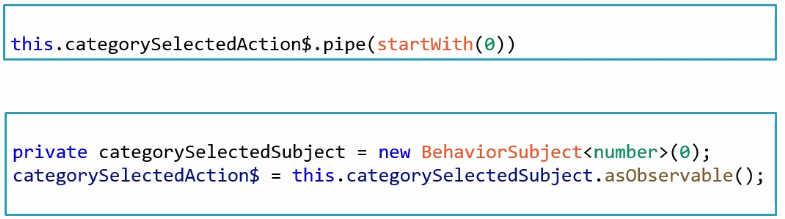 this.categorySelectedAction$.pipe(startWith(0))
private categorySelectedSubject = new BehaviorSubject<number>(0);
categorySelectedAction$ = this.categorySelectedSubject.asObservable();